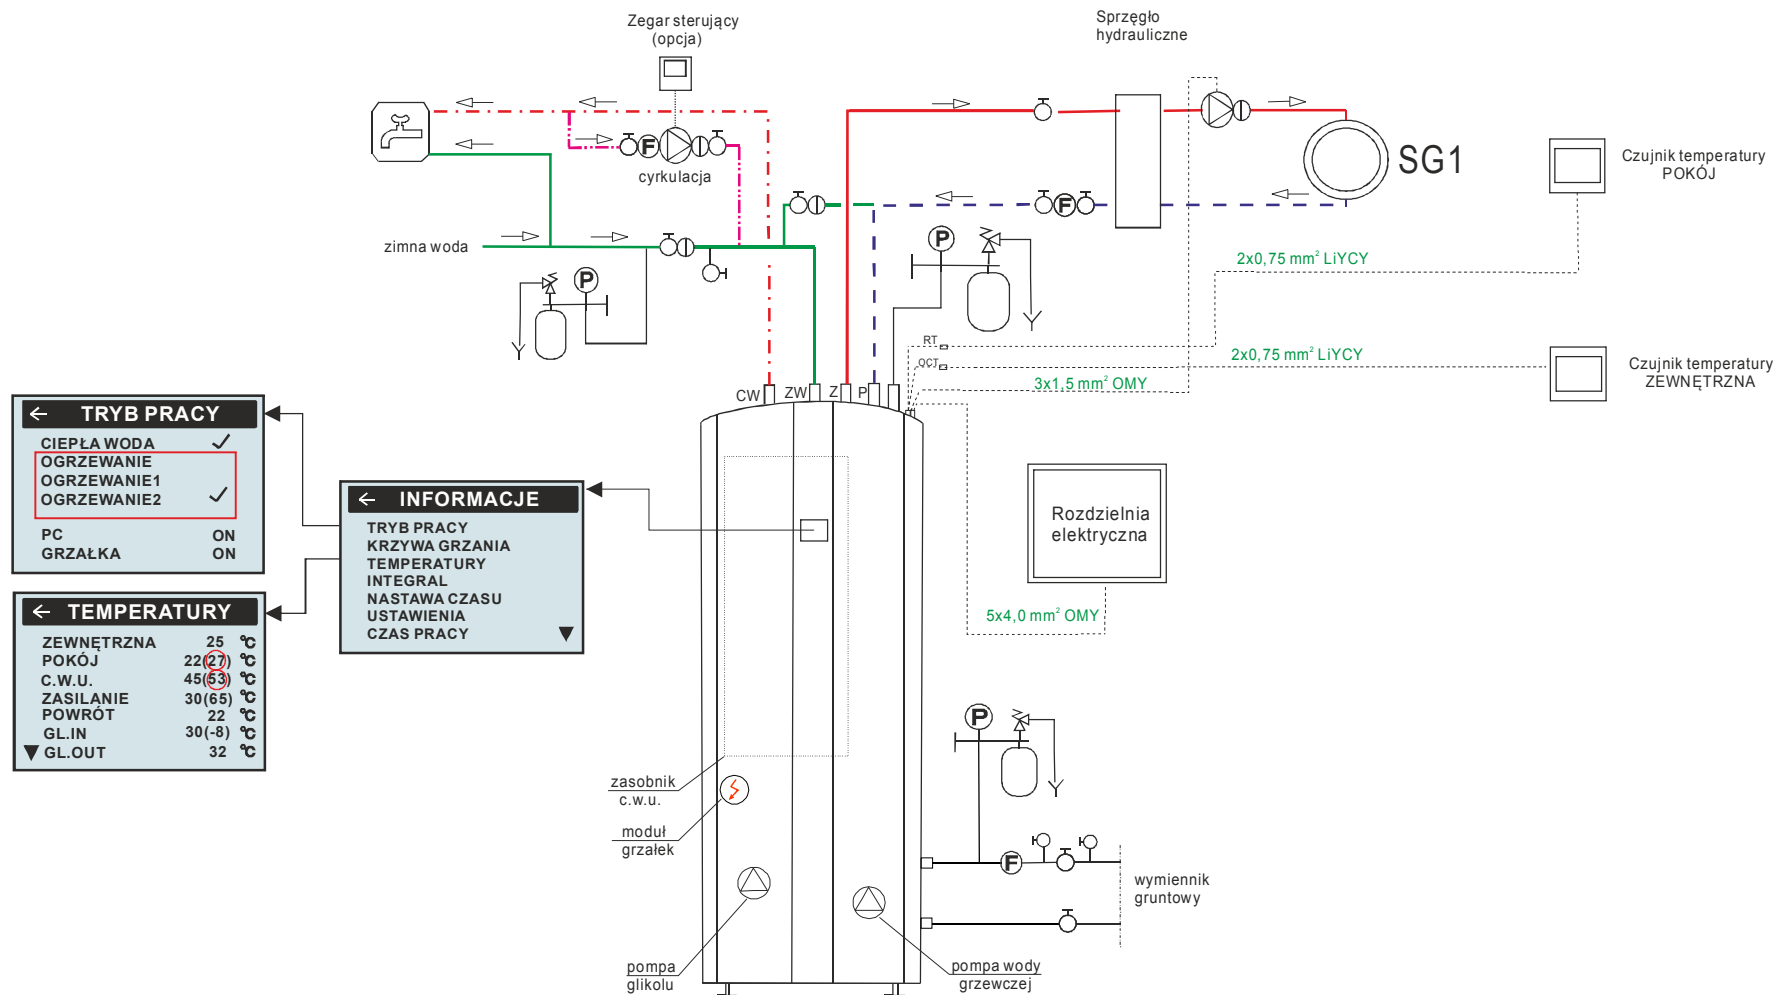 Zegar sterujący
(opcja)
Sprzęgło
hydrauliczne
F
cyrkulacja
SG1
Czujnik temperatury
POKÓJ
F
zimna woda
P
P
2x0,75 mm² LiYCY
RT
OCT
2x0,75 mm² LiYCY
3x1,5 mm² OMY
Czujnik temperatury
ZEWNĘTRZNA
CW
ZW
Z
P
TRYB PRACY
CIEPŁA WODA
OGRZEWANIE
OGRZEWANIE1
OGRZEWANIE2
PC ON
GRZAŁKA ON
INFORMACJE
TRYB PRACY
KRZYWA GRZANIA
TEMPERATURY
INTEGRAL
NASTAWA CZASU
USTAWIENIA
CZAS PRACY
Rozdzielnia
elektryczna
5x4,0 mm² OMY
TEMPERATURY
ZEWNĘTRZNA 25 °C
POKÓJ 22(27) °C
C.W.U. 45(53) °C
ZASILANIE 30(65) °C
POWRÓT 22 °C
GL.IN 30(-8) °C
GL.OUT 32 °C
P
zasobnik
c.w.u.
moduł
grzałek
F
wymiennik
gruntowy
pompa
glikolu
pompa wody
grzewczej